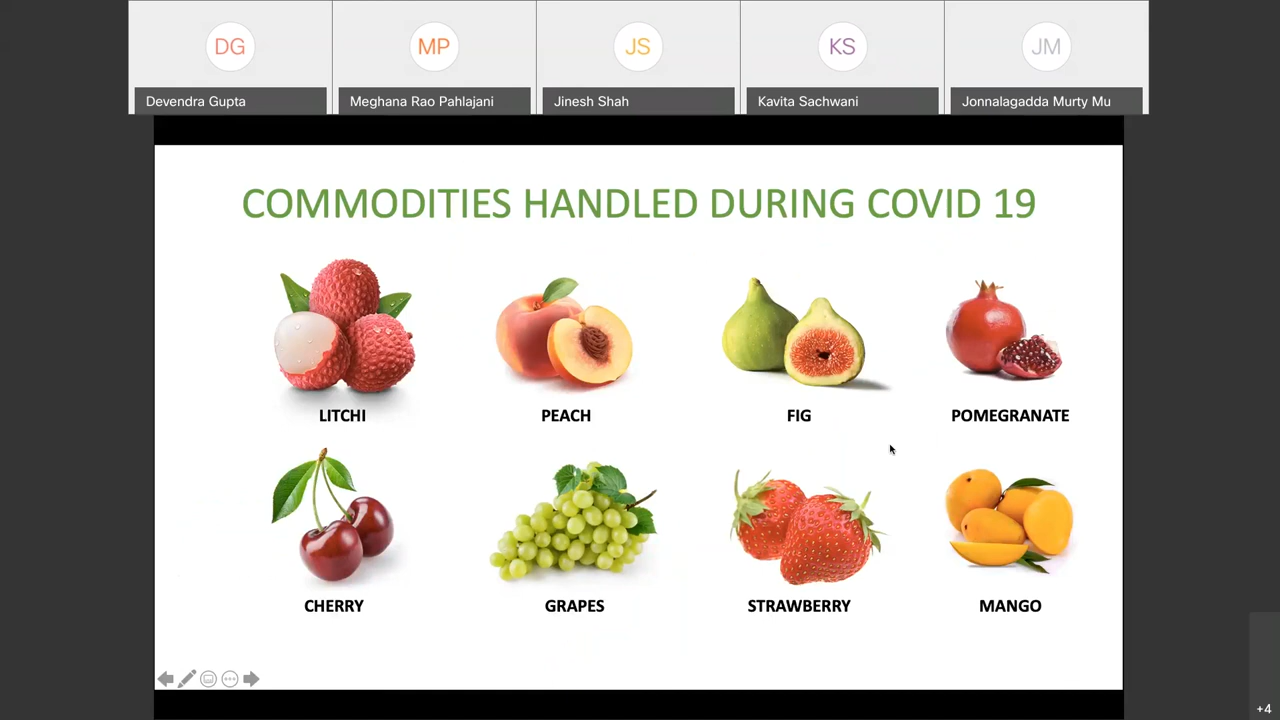 DG
MP
JS
KS
JM
Devendra Gupta
Meghana Rao Pahlajani
Jinesh Shah
Kavita Sachwani
Jonnalagadda Murty Mu
COMMODITIES HANDLED DURING COVID 19
LITCHI
PEACH
FIG
POMEGRANATE
CHERRY
GRAPES
STRAWBERRY
MANGO
+4